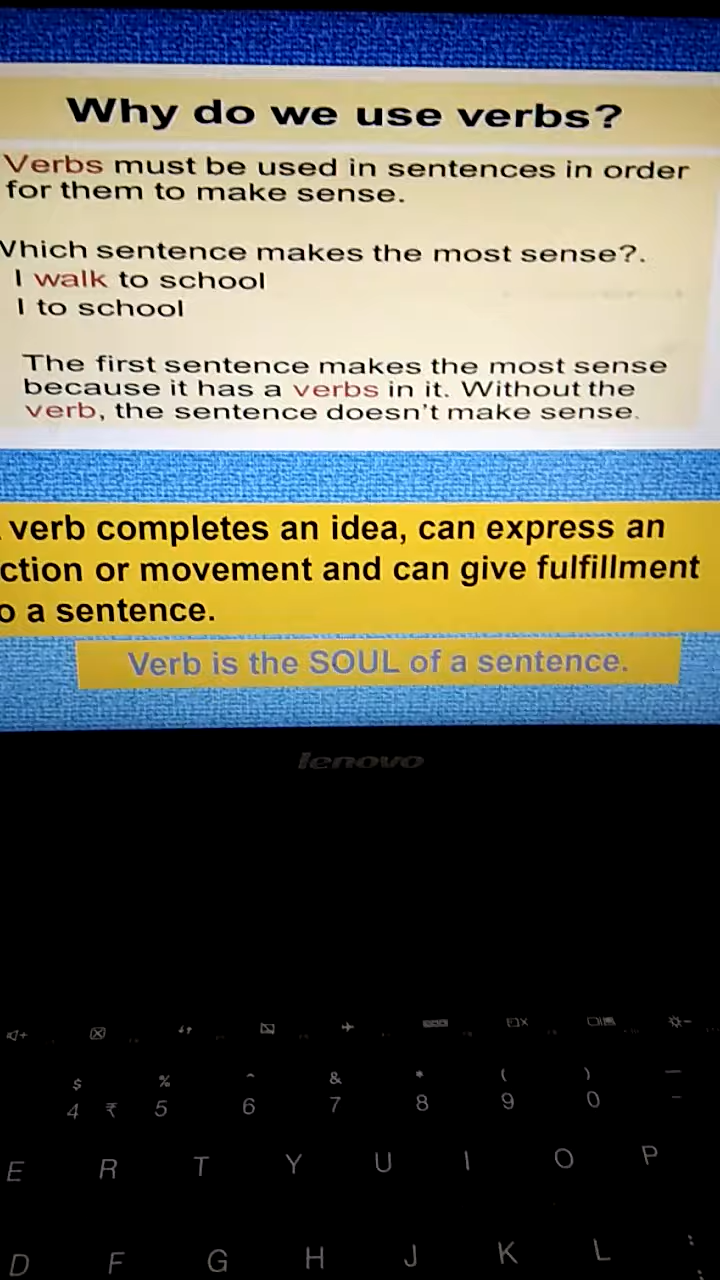 Why do we use verbs?
Verbs must be used in sentences in order
for them to make sense.
Which sentence makes the most sense?.
I walk to school
I to school
The first sentence makes the most sense
because it has a verbs in it. Without the
verb, the sentence doesn't make sense.
verb completes an idea, can express an
ction or movement and can give fulfillment
o a sentence.
Verb is the SOUL of a sentence.
lenovo
$ % ^ & * ( ) —
4 ₹ 5 6 7 8 9 0 -
E R T Y U I O P
D F G H J K L :